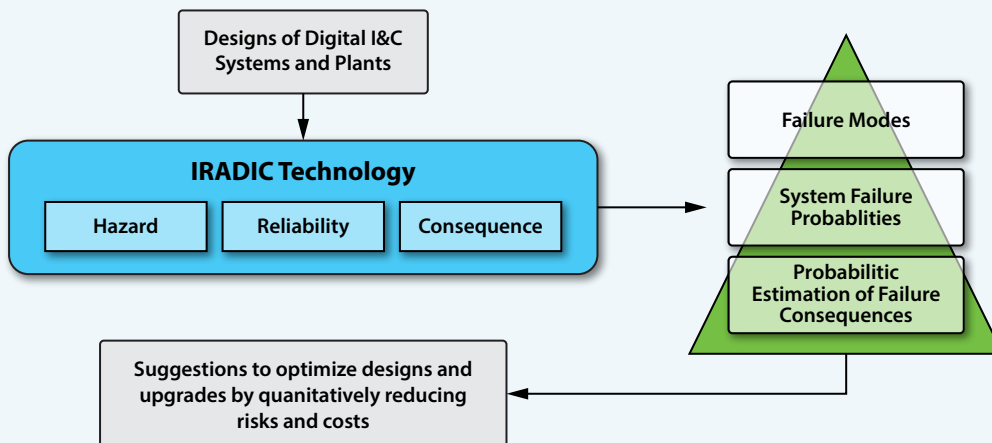 Designs of Digital I&C
Systems and Plants
IRADIC Technology
Hazard
Reliability
Consequence
Failure Modes
System Failure
Probablities
Probabilitic
Estimation of Failure
Consequences
Suggestions to optimize designs and
upgrades by quanitatively reducing
risks and costs